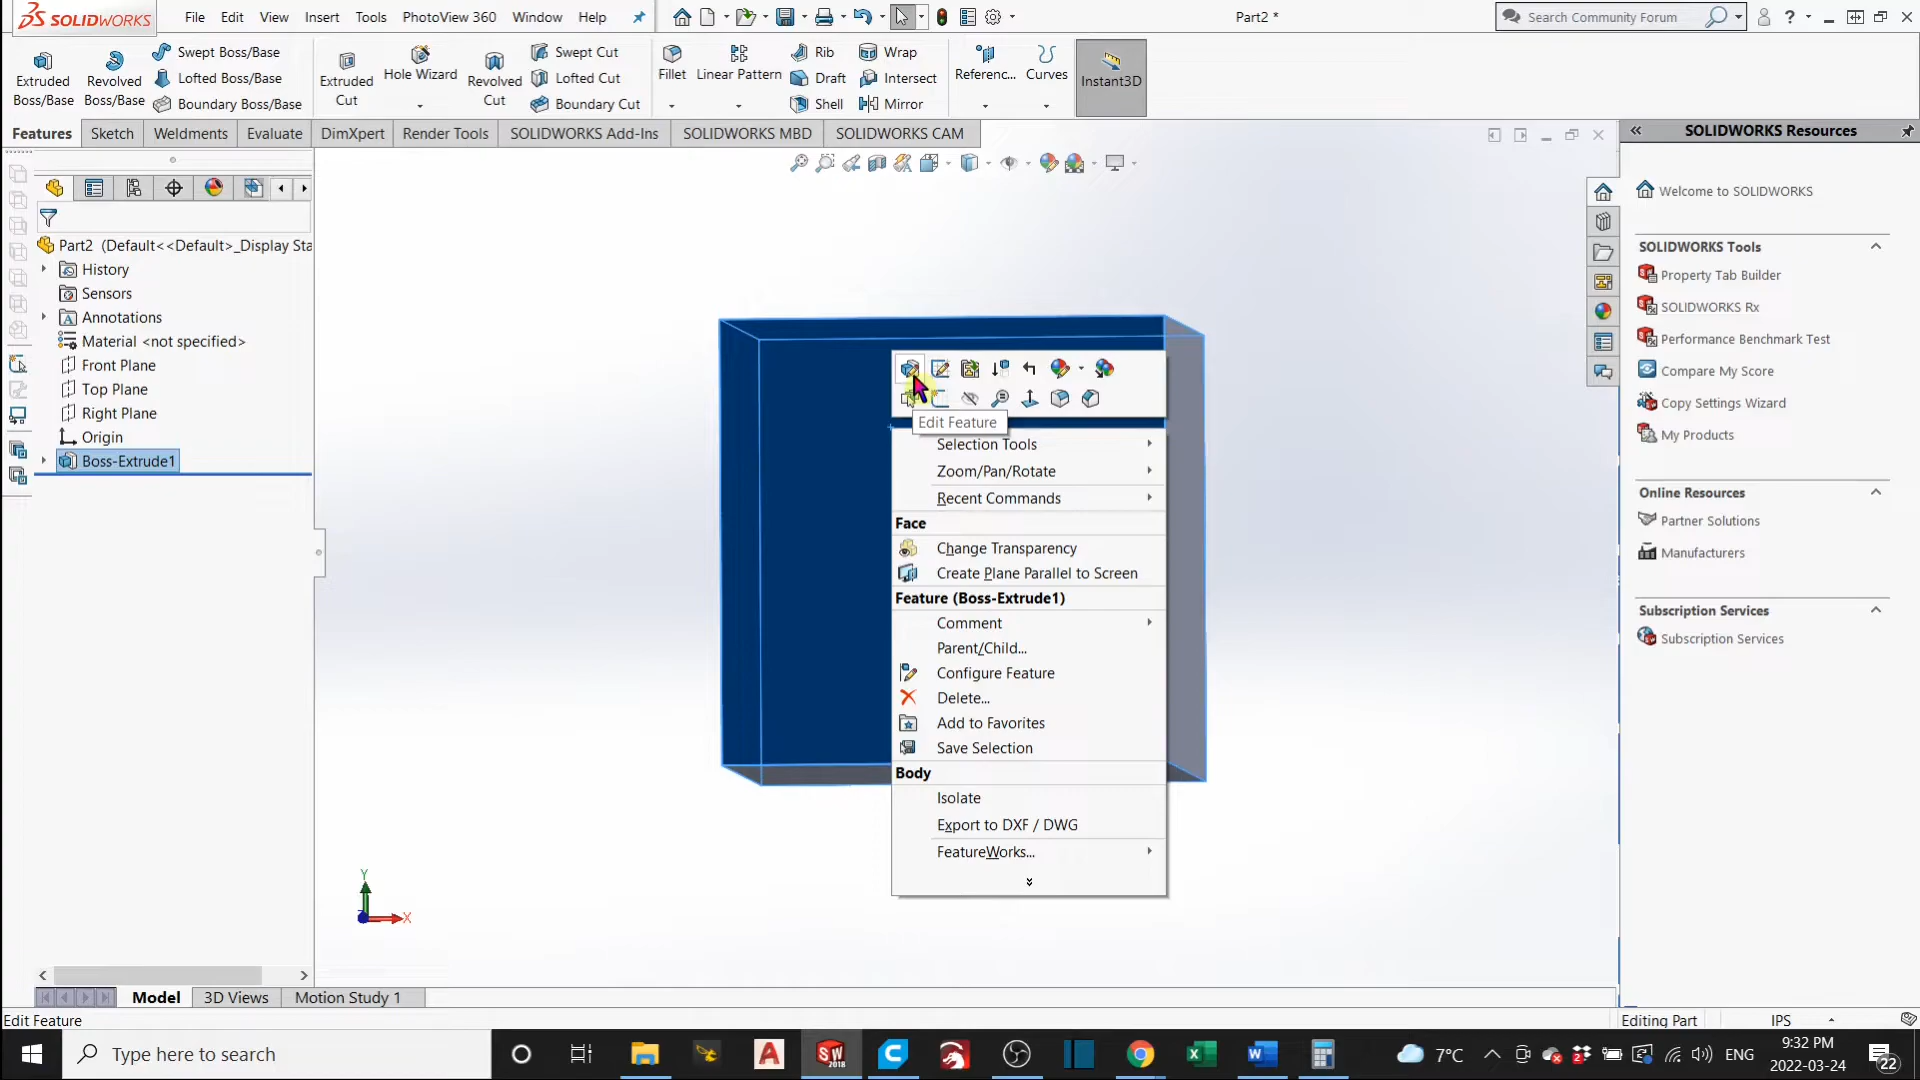 SOLIDWORKS
File Edit View Insert Tools PhotoView 360 Window Help
Part2 *
Search Community Forum
Extruded Boss/Base
Revolved Boss/Base
Swept Boss/Base
Lofted Boss/Base
Boundary Boss/Base
Extruded Cut
Hole Wizard
Revolved Cut
Swept Cut
Lofted Cut
Boundary Cut
Fillet
Linear Pattern
Rib
Draft
Shell
Wrap
Intersect
Mirror
Referenc...
Curves
Instant3D
Features Sketch Weldments Evaluate DimXpert Render Tools SOLIDWORKS Add-Ins SOLIDWORKS MBD SOLIDWORKS CAM
Part2 (Default<<Default>_Display Sta
History
Sensors
Annotations
Material <not specified>
Front Plane
Top Plane
Right Plane
Origin
Boss-Extrude1
Edit Feature
Selection Tools
Zoom/Pan/Rotate
Recent Commands
Face
Change Transparency
Create Plane Parallel to Screen
Feature (Boss-Extrude1)
Comment
Parent/Child...
Configure Feature
Delete...
Add to Favorites
Save Selection
Body
Isolate
Export to DXF / DWG
FeatureWorks...
Y
X
SOLIDWORKS Resources
Welcome to SOLIDWORKS
SOLIDWORKS Tools
Property Tab Builder
SOLIDWORKS Rx
Performance Benchmark Test
Compare My Score
Copy Settings Wizard
My Products
Online Resources
Partner Solutions
Manufacturers
Subscription Services
Subscription Services
Model 3D Views Motion Study 1
Edit Feature
Editing Part
IPS
Type here to search
SW
2018
7°C
ENG
9:32 PM
2022-03-24
22